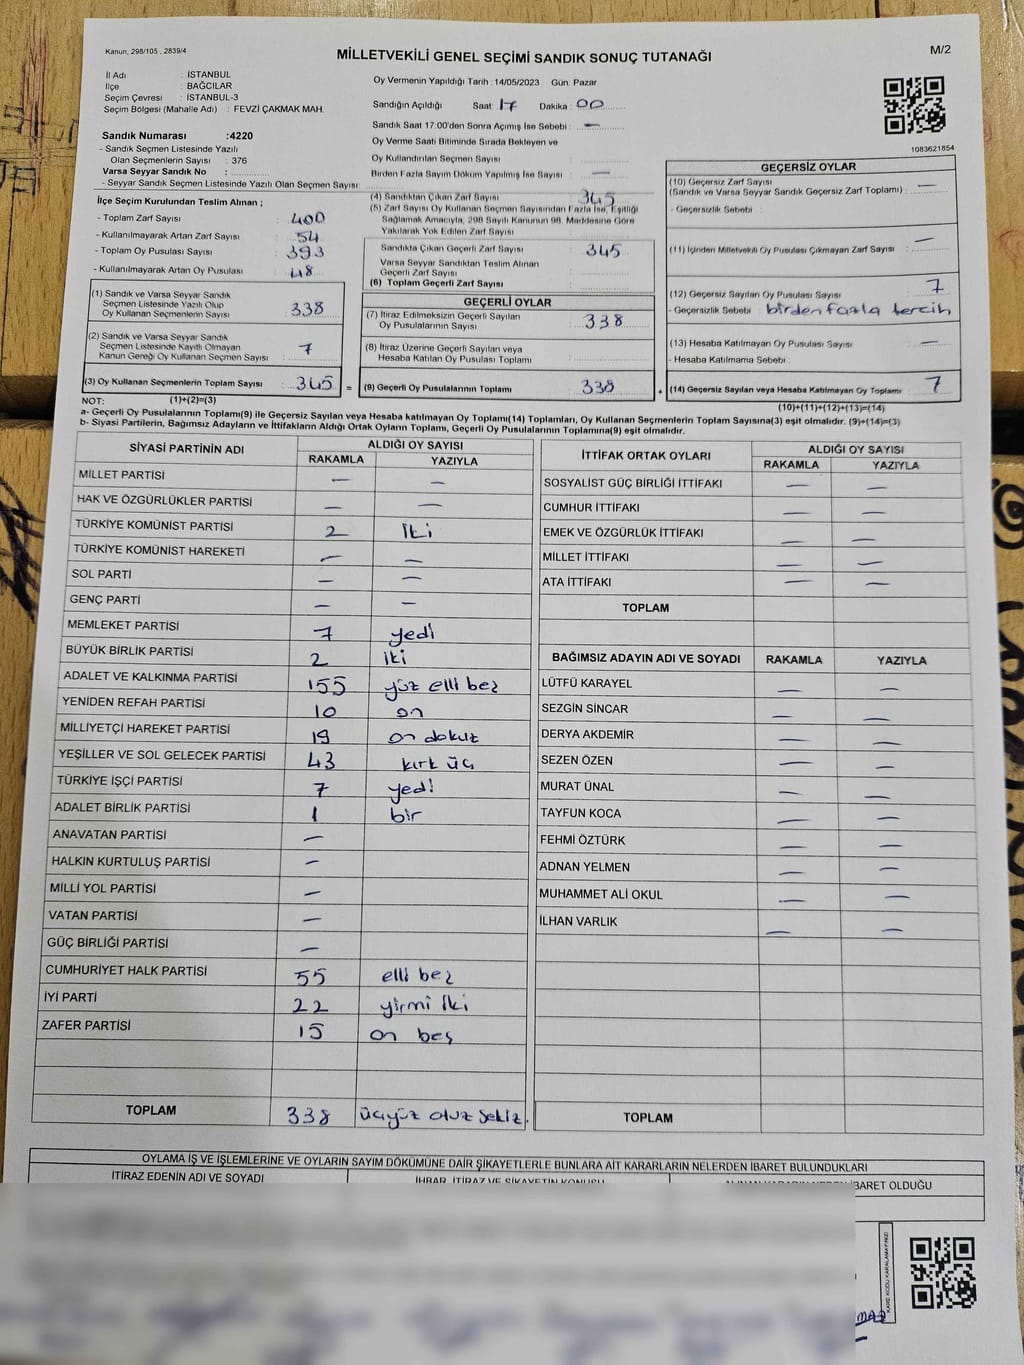 Kanun; 298/105 , 2839/4
MİLLETVEKİLİ GENEL SEÇİMİ SANDIK SONUÇ TUTANAĞI
M/2
İl Adı : İSTANBUL
İlçe : BAĞCILAR
Seçim Çevresi : İSTANBUL-3
Seçim Bölgesi (Mahalle Adı) : FEVZİ ÇAKMAK MAH.
Sandık Numarası :4220
- Sandık Seçmen Listesinde Yazılı
Olan Seçmenlerin Sayısı : 376
Varsa Seyyar Sandık No :
- Seyyar Sandık Seçmen Listesinde Yazılı Olan Seçmen Sayısı:
Oy Vermenin Yapıldığı Tarih :14/05/2023 Gün: Pazar
Sandığın Açıldığı Saat: 17 Dakika : 00
Sandık Saat 17:00'den Sonra Açımış İse Sebebi : —
Oy Verme Saati Bitiminde Sırada Bekleyen ve
Oy Kullandırılan Seçmen Sayısı :
Birden Fazla Sayım Döküm Yapılmış İse Sayısı : —
1083621854
İlçe Seçim Kurulundan Teslim Alınan ;
- Toplam Zarf Sayısı : 400
- Kullanılmayarak Artan Zarf Sayısı : 54
- Toplam Oy Pusulası Sayısı : 393
- Kullanılmayarak Artan Oy Pusulası : 48
(1) Sandık ve Varsa Seyyar Sandık
Seçmen Listesinde Yazılı Olup
Oy Kullanan Seçmenlerin Sayısı : 338
(2) Sandık ve Varsa Seyyar Sandık
Seçmen Listesinde Kayıtlı Olmayan
Kanun Gereği Oy Kullanan Seçmen Sayısı : 7
(3) Oy Kullanan Seçmenlerin Toplam Sayısı : 345 =
(4) Sandıktan Çıkan Zarf Sayısı : 345
(5) Zarf Sayısı Oy Kullanan Seçmen Sayısından Fazla İse, Eşitliği
Sağlamak Amacıyla, 298 Sayılı Kanunun 98. Maddesine Göre
Yakılarak Yok Edilen Zarf Sayısı :
Sandıkta Çıkan Geçerli Zarf Sayısı : 345
Varsa Seyyar Sandıktan Teslim Alınan
Geçerli Zarf Sayısı :
(6) Toplam Geçerli Zarf Sayısı :
GEÇERLİ OYLAR
(7) İtiraz Edilmeksizin Geçerli Sayılan
Oy Pusulalarının Sayısı : 338
(8) İtiraz Üzerine Geçerli Sayılan veya
Hesaba Katılan Oy Pusulası Toplamı :
(9) Geçerli Oy Pusulalarının Toplamı : 338 +
GEÇERSİZ OYLAR
(10) Geçersiz Zarf Sayısı
(Sandık ve Varsa Seyyar Sandık Geçersiz Zarf Toplamı) : —
- Geçersizlik Sebebi :
(11) İçinden Milletvekili Oy Pusulası Çıkmayan Zarf Sayısı : —
(12) Geçersiz Sayılan Oy Pusulası Sayısı : 7
- Geçersizlik Sebebi : birden fazla tercih
(13) Hesaba Katılmayan Oy Pusulası Sayısı : —
- Hesaba Katılmama Sebebi :
(14) Geçersiz Sayılan veya Hesaba Katılmayan Oy Toplamı : 7
NOT: (1)+(2)=(3)
(10)+(11)+(12)+(13)=(14)
a- Geçerli Oy Pusulalarının Toplamı(9) ile Geçersiz Sayılan veya Hesaba katılmayan Oy Toplamı(14) Toplamları, Oy Kullanan Seçmenlerin Toplam Sayısına(3) eşit olmalıdır. (9)+(14)=(3)
b- Siyasi Partilerin, Bağımsız Adayların ve İttifakların Aldığı Ortak Oyların Toplamı, Geçerli Oy Pusulalarının Toplamına(9) eşit olmalıdır.
SİYASİ PARTİNİN ADI ALDIĞI OY SAYISI
RAKAMLA YAZIYLA
MİLLET PARTİSİ — —
HAK VE ÖZGÜRLÜKLER PARTİSİ — —
TÜRKİYE KOMÜNİST PARTİSİ 2 iki
TÜRKİYE KOMÜNİST HAREKETİ — —
SOL PARTİ — —
GENÇ PARTİ — —
MEMLEKET PARTİSİ 7 yedi
BÜYÜK BİRLİK PARTİSİ 2 iki
ADALET VE KALKINMA PARTİSİ 155 yüz elli beş
YENİDEN REFAH PARTİSİ 10 on
MİLLİYETÇİ HAREKET PARTİSİ 19 on dokuz
YEŞİLLER VE SOL GELECEK PARTİSİ 43 kırk üç
TÜRKİYE İŞÇİ PARTİSİ 7 yedi
ADALET BİRLİK PARTİSİ 1 bir
ANAVATAN PARTİSİ —
HALKIN KURTULUŞ PARTİSİ —
MİLLİ YOL PARTİSİ —
VATAN PARTİSİ —
GÜÇ BİRLİĞİ PARTİSİ —
CUMHURİYET HALK PARTİSİ 55 elli beş
İYİ PARTİ 22 yirmi iki
ZAFER PARTİSİ 15 on beş
TOPLAM 338 üçyüz otuz sekiz.
İTTİFAK ORTAK OYLARI ALDIĞI OY SAYISI
RAKAMLA YAZIYLA
SOSYALİST GÜÇ BİRLİĞİ İTTİFAKI — —
CUMHUR İTTİFAKI — —
EMEK VE ÖZGÜRLÜK İTTİFAKI — —
MİLLET İTTİFAKI — —
ATA İTTİFAKI — —
TOPLAM
BAĞIMSIZ ADAYIN ADI VE SOYADI RAKAMLA YAZIYLA
LÜTFÜ KARAYEL — —
SEZGİN SİNCAR — —
DERYA AKDEMİR — —
SEZEN ÖZEN — —
MURAT ÜNAL — —
TAYFUN KOCA — —
FEHMİ ÖZTÜRK — —
ADNAN YELMEN — —
MUHAMMET ALİ OKUL — —
İLHAN VARLIK — —
TOPLAM
OYLAMA İŞ VE İŞLEMLERİNE VE OYLARIN SAYIM DÖKÜMÜNE DAİR ŞİKAYETLERLE BUNLARA AİT KARARLARIN NELERDEN İBARET BULUNDUKLARI
İTİRAZ EDENİN ADI VE SOYADI
İHBAR, İTİRAZ VE ŞİKAYETİN KONUSU
İBARET OLDUĞU
KARE KODU KARALAMAYINIZ!